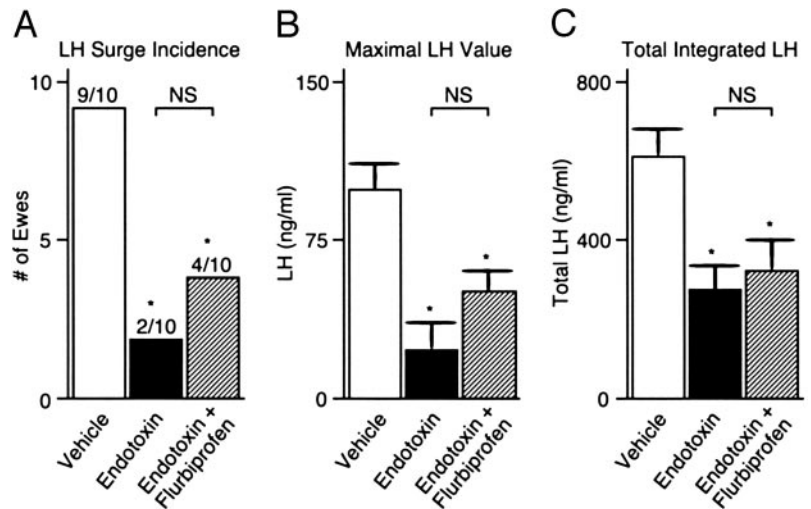 A
LH Surge Incidence
10
5
0
# of Ewes
9/10
NS
*
2/10
*
4/10
Vehicle
Endotoxin
Endotoxin +
Flurbiprofen
B
Maximal LH Value
150
75
0
LH (ng/ml)
NS
*
*
Vehicle
Endotoxin
Endotoxin +
Flurbiprofen
C
Total Integrated LH
800
400
0
Total LH (ng/ml)
NS
*
*
Vehicle
Endotoxin
Endotoxin +
Flurbiprofen